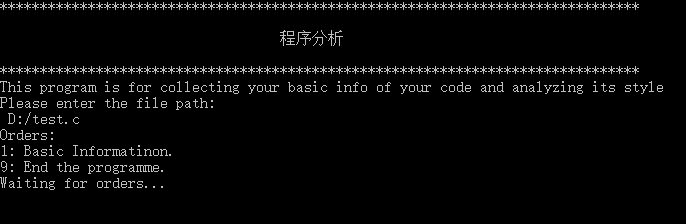 ********************************************************************************
程序分析
********************************************************************************
This program is for collecting your basic info of your code and analyzing its style
Please enter the file path:
D:/test.c
Orders:
1: Basic Informatinon.
9: End the programme.
Waiting for orders...